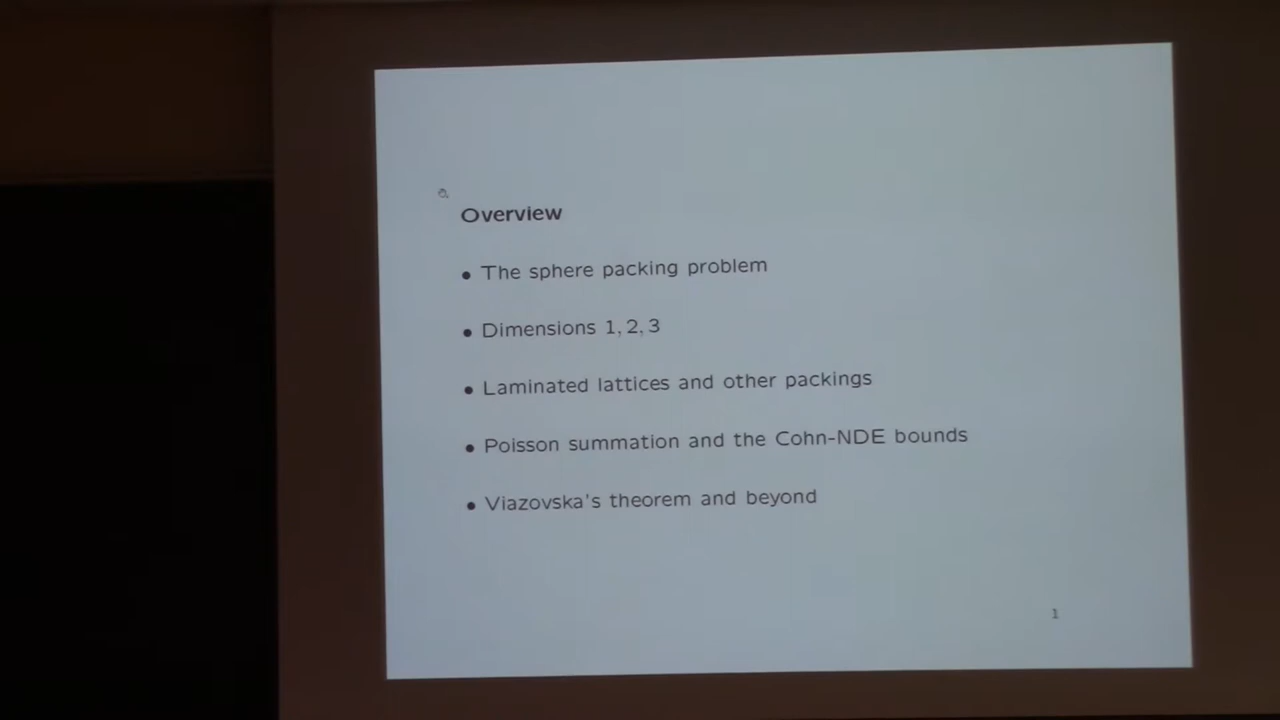 Overview
• The sphere packing problem
• Dimensions 1, 2, 3
• Laminated lattices and other packings
• Poisson summation and the Cohn-NDE bounds
• Viazovska's theorem and beyond
1